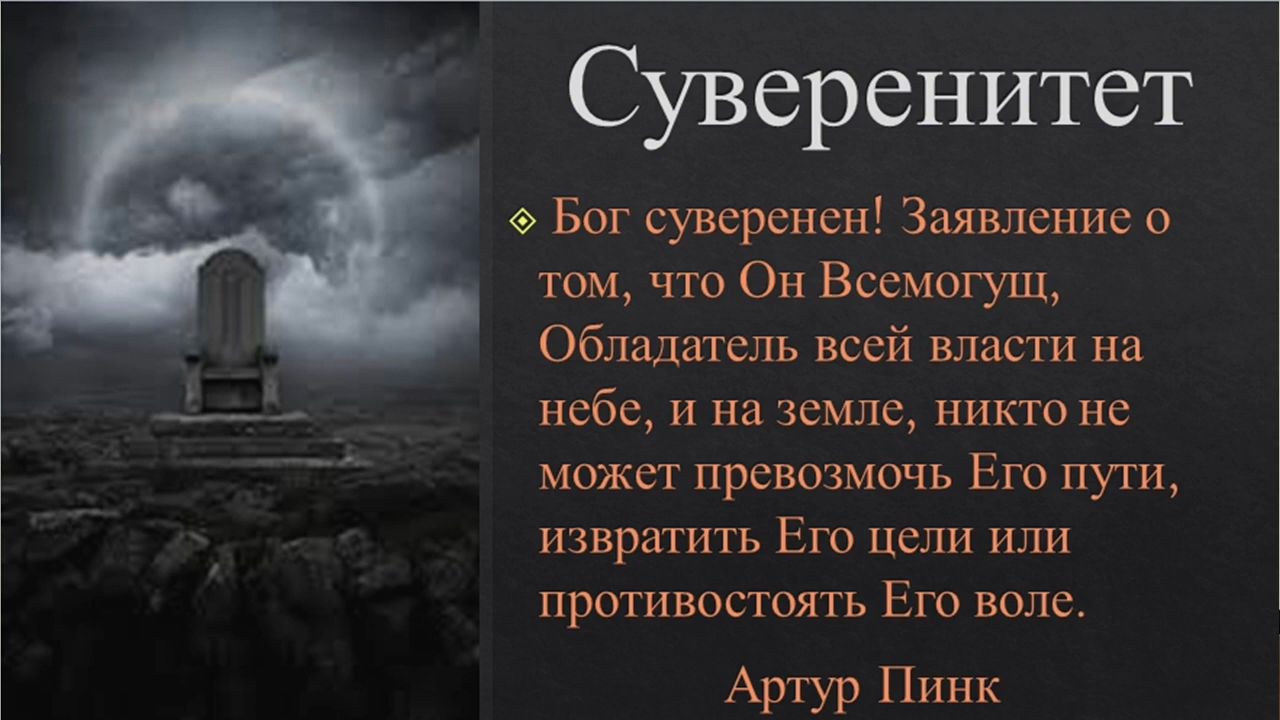 Суверенитет
Бог суверенен! Заявление о
том, что Он Всемогущ,
Обладатель всей власти на
небе, и на земле, никто не
может превозмочь Его пути,
извратить Его цели или
противостоять Его воле.
Артур Пинк